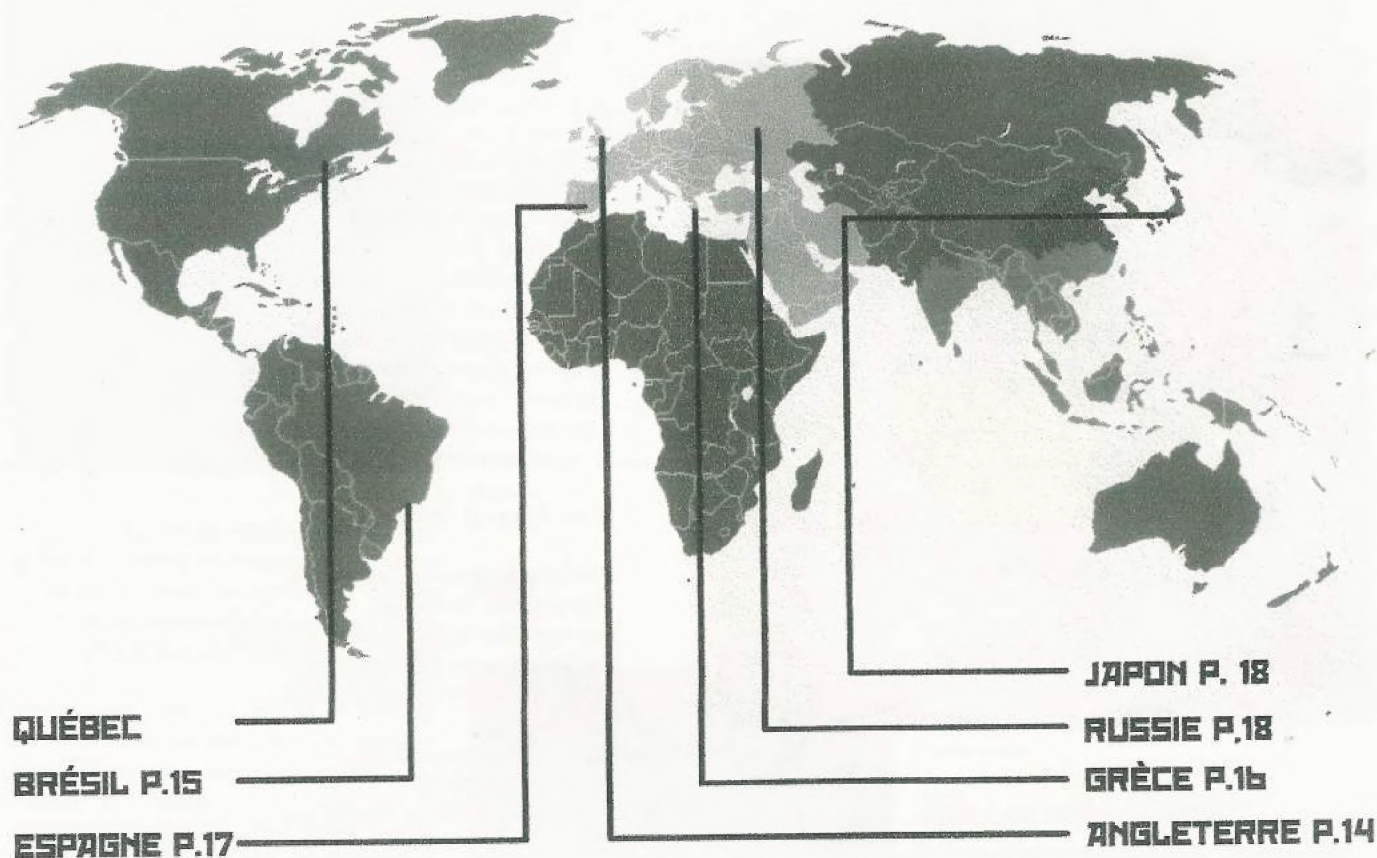 QUÉBEC
BRÉSIL P.15
ESPAGNE P.17
JAPON P. 18
RUSSIE P.18
GRÈCE P.16
ANGLETERRE P.14